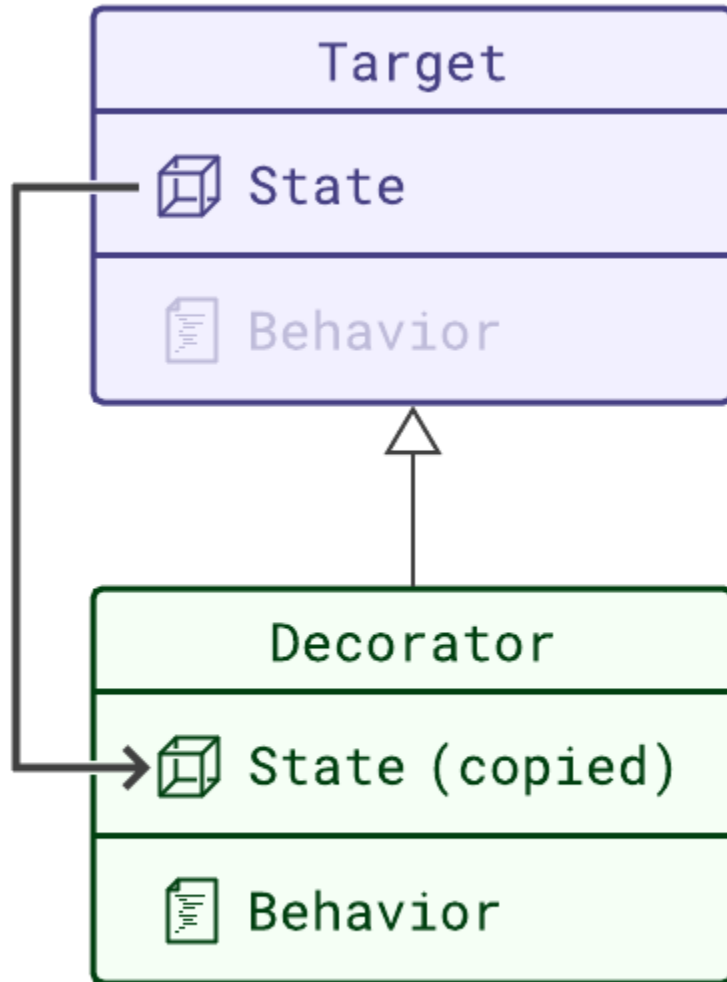 Target
State
Behavior
Decorator
State (copied)
Behavior